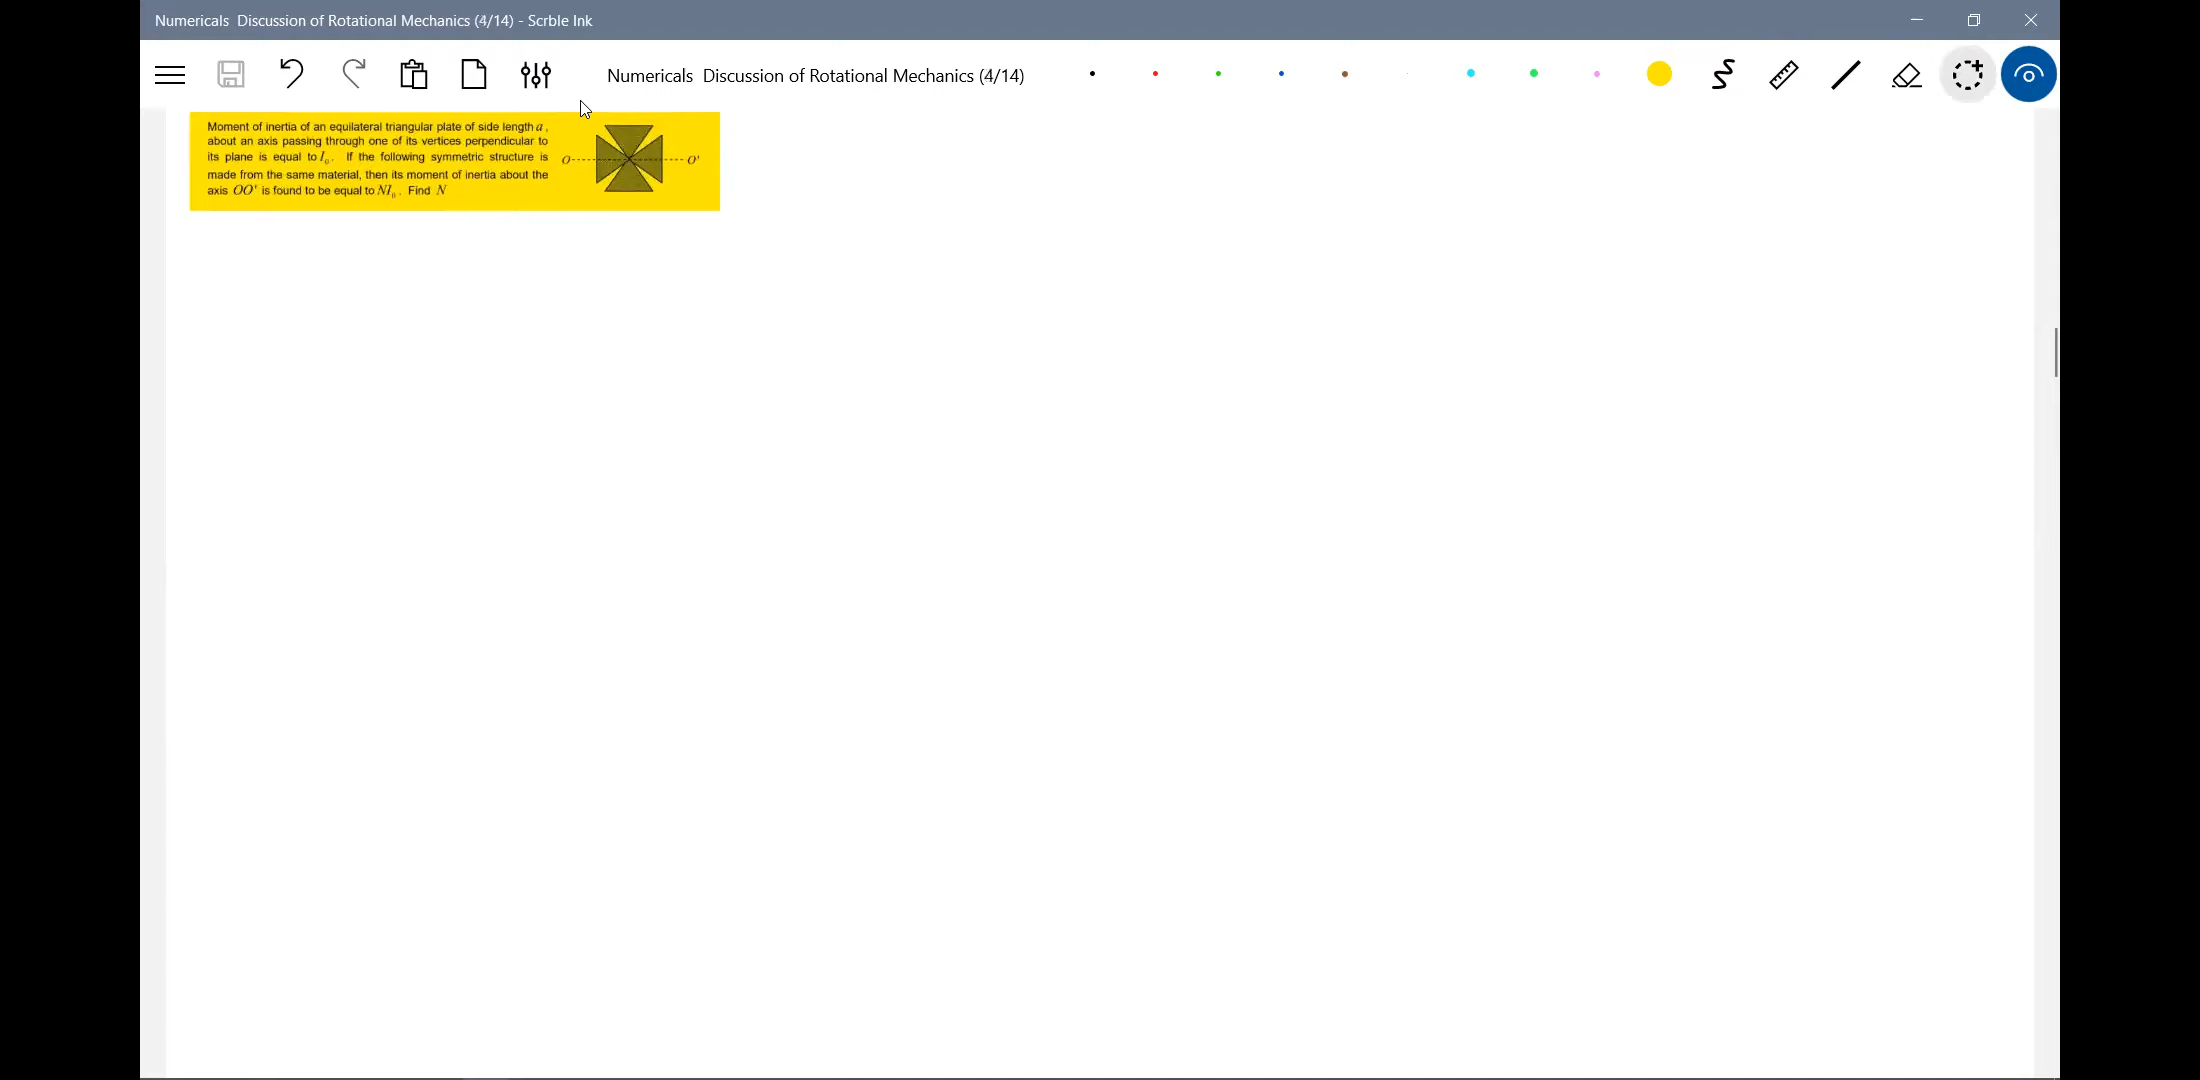 Numericals Discussion of Rotational Mechanics (4/14) - Scrble Ink
Numericals Discussion of Rotational Mechanics (4/14)
Moment of inertia of an equilateral triangular plate of side length a,
about an axis passing through one of its vertices perpendicular to
its plane is equal to I₀. If the following symmetric structure is
made from the same material, then its moment of inertia about the
axis OO' is found to be equal to NI₀. Find N
O O'